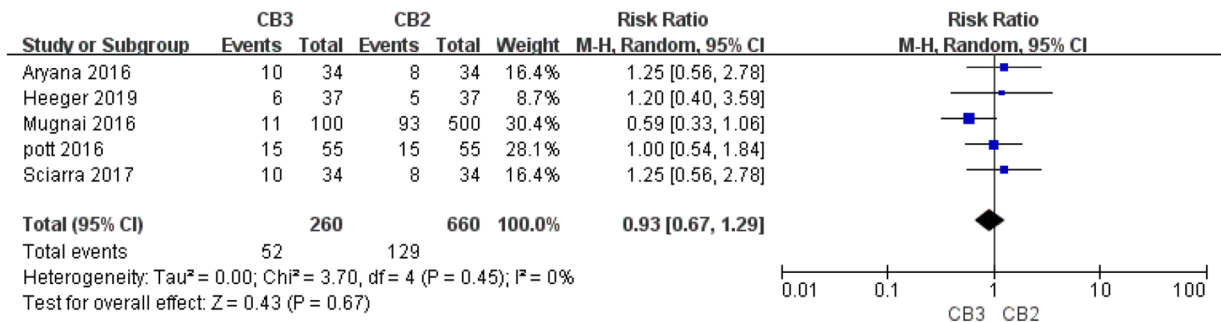 CB3 CB2 Risk Ratio Risk Ratio
Study or Subgroup Events Total Events Total Weight M-H, Random, 95% CI M-H, Random, 95% CI
Aryana 2016 10 34 8 34 16.4% 1.25 [0.56, 2.78]
Heeger 2019 6 37 5 37 8.7% 1.20 [0.40, 3.59]
Mugnai 2016 11 100 93 500 30.4% 0.59 [0.33, 1.06]
pott 2016 15 55 15 55 28.1% 1.00 [0.54, 1.84]
Sciarra 2017 10 34 8 34 16.4% 1.25 [0.56, 2.78]
Total (95% CI) 260 660 100.0% 0.93 [0.67, 1.29]
Total events 52 129
Heterogeneity: Tau² = 0.00; Chi² = 3.70, df = 4 (P = 0.45); I² = 0%
Test for overall effect: Z = 0.43 (P = 0.67)
0.01 0.1 1 10 100
CB3 CB2